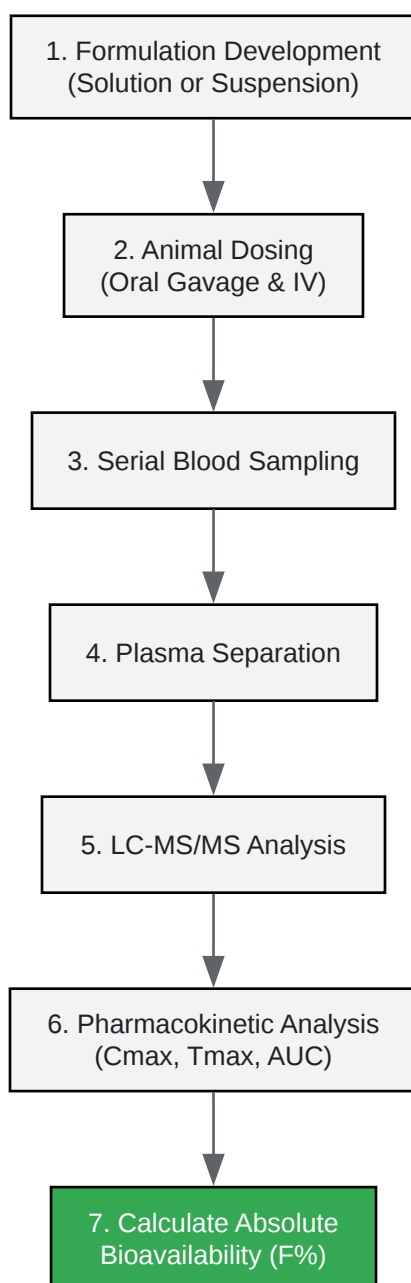 1. Formulation Development
(Solution or Suspension)
2. Animal Dosing
(Oral Gavage & IV)
3. Serial Blood Sampling
4. Plasma Separation
5. LC-MS/MS Analysis
6. Pharmacokinetic Analysis
(Cmax, Tmax, AUC)
7. Calculate Absolute
Bioavailability (F%)